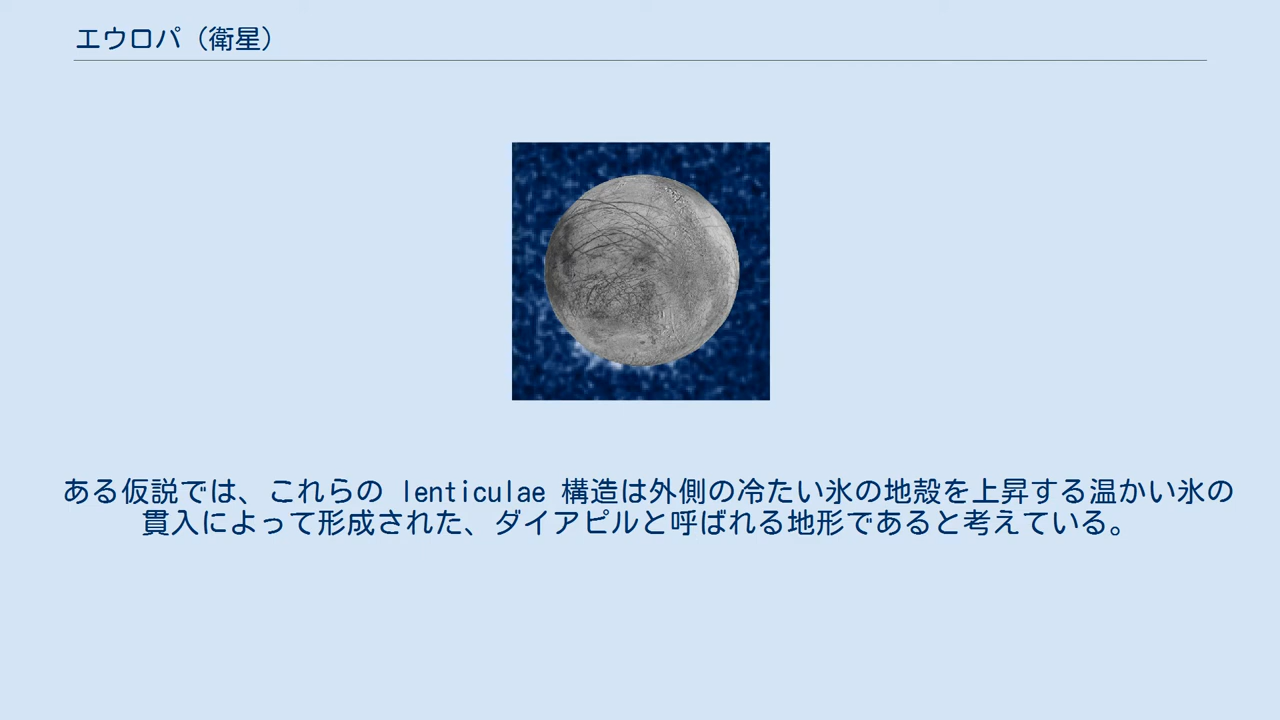 エウロパ（衛星）
ある仮説では、これらの lenticulae 構造は外側の冷たい氷の地殻を上昇する温かい氷の
貫入によって形成された、ダイアピルと呼ばれる地形であると考えている。